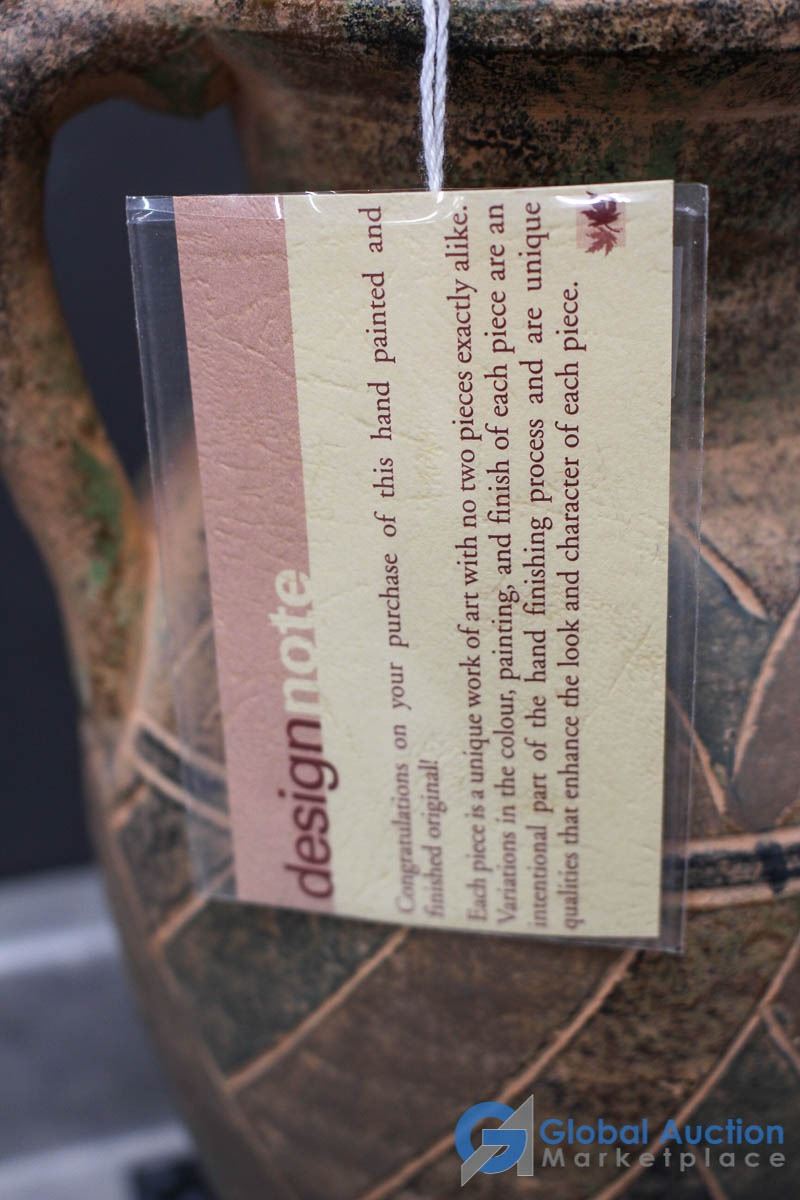 designnote
Congratulations on your purchase of this hand painted and
finished original!
Each piece is a unique work of art with no two pieces exactly alike.
Variations in the colour, painting, and finish of each piece are an
intentional part of the hand finishing process and are unique
qualities that enhance the look and character of each piece.
Global Auction
Marketplace